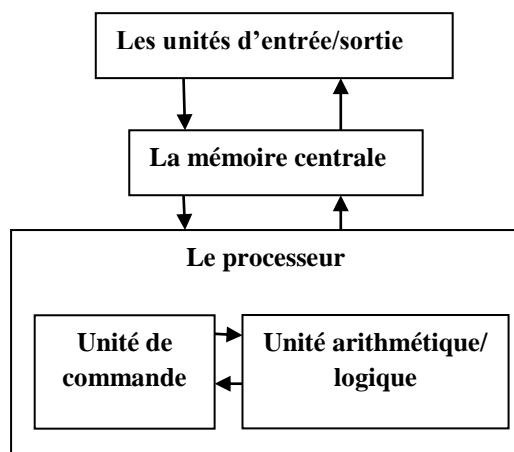 Les unités d’entrée/sortie
La mémoire centrale
Le processeur
Unité de
commande
Unité arithmétique/
logique